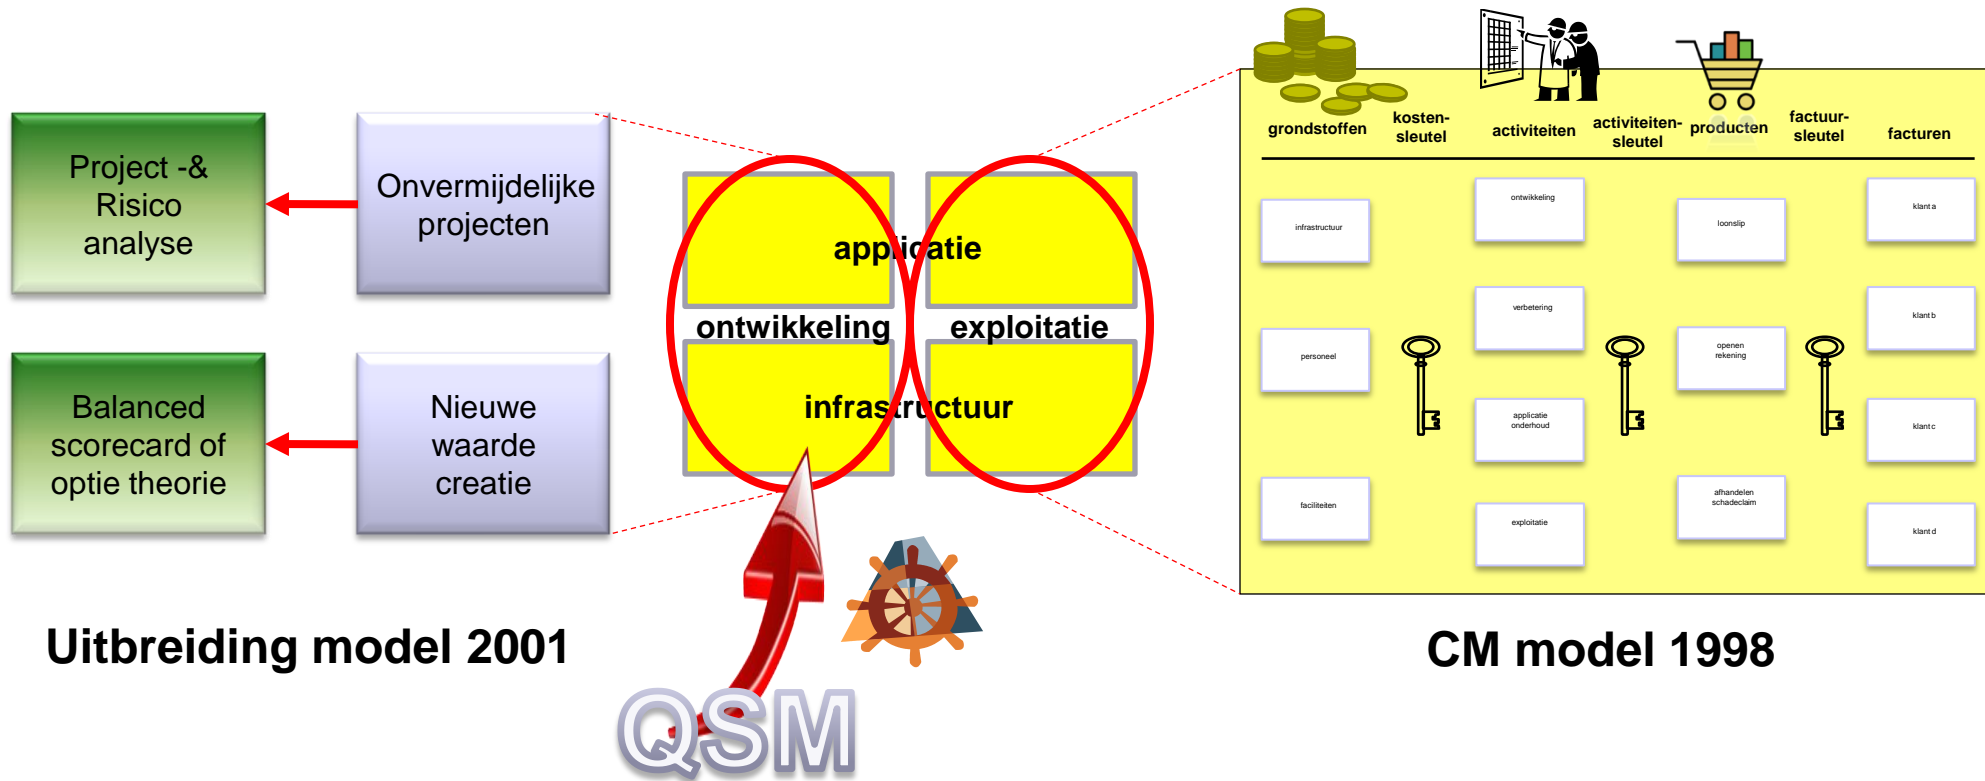 Project -&
Risico
analyse
Onvermijdelijke
projecten
Balanced
scorecard of
optie theorie
Nieuwe
waarde
creatie
Uitbreiding model 2001
applicatie
ontwikkeling
exploitatie
infrastructuur
QSM
grondstoffen
kosten-
sleutel
activiteiten
activiteiten-
sleutel
producten
factuur-
sleutel
facturen
infrastructuur
personeel
faciliteiten
ontwikkeling
verbetering
applicatie
onderhoud
exploitatie
loonslip
openen
rekening
afhandelen
schadeclaim
klant a
klant b
klant c
klant d
CM model 1998